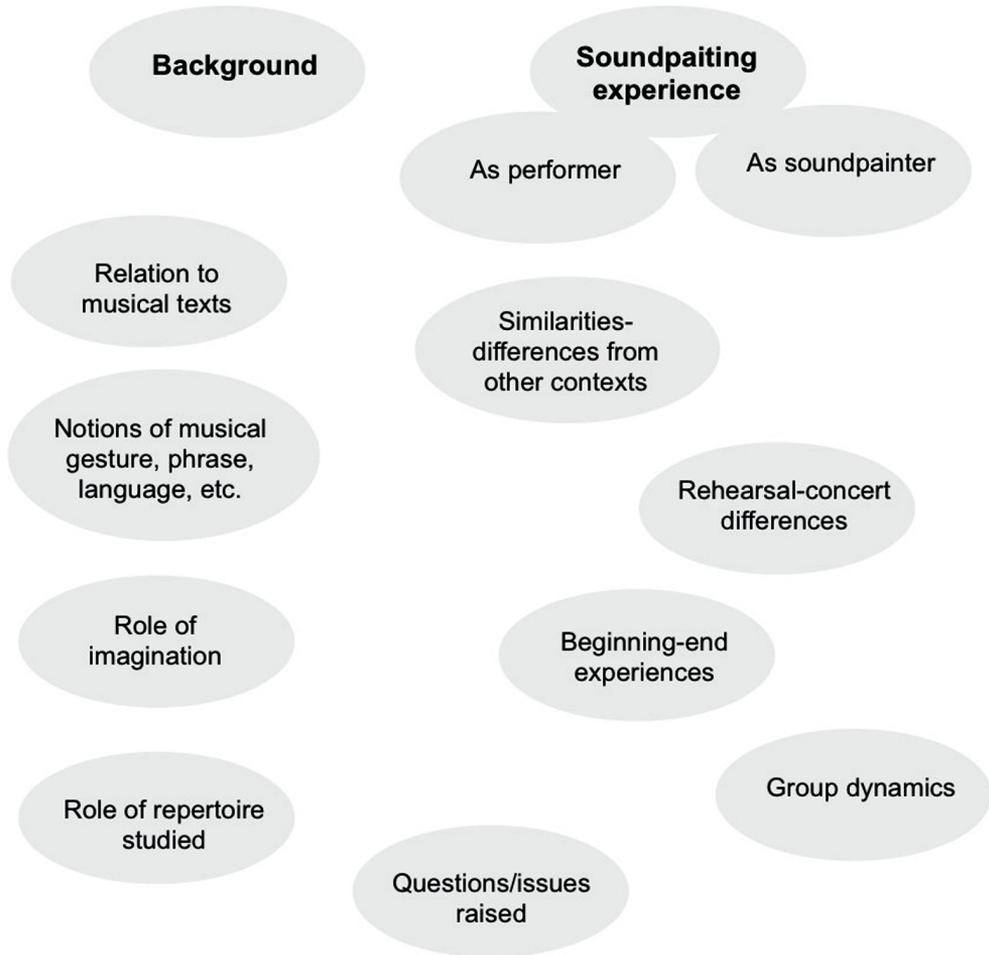 Background
Soundpaiting
experience
As performer
As soundpainter
Relation to
musical texts
Similarities-
differences from
other contexts
Notions of musical
gesture, phrase,
language, etc.
Rehearsal-concert
differences
Role of
imagination
Beginning-end
experiences
Role of repertoire
studied
Group dynamics
Questions/issues
raised